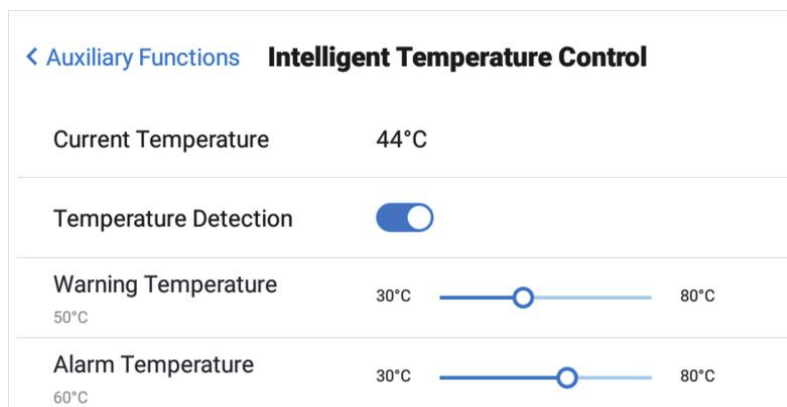 Auxiliary Functions Intelligent Temperature Control
Current Temperature 44°C
Temperature Detection
Warning Temperature
30°C 80°C
50°C
Alarm Temperature
30°C 80°C
60°C